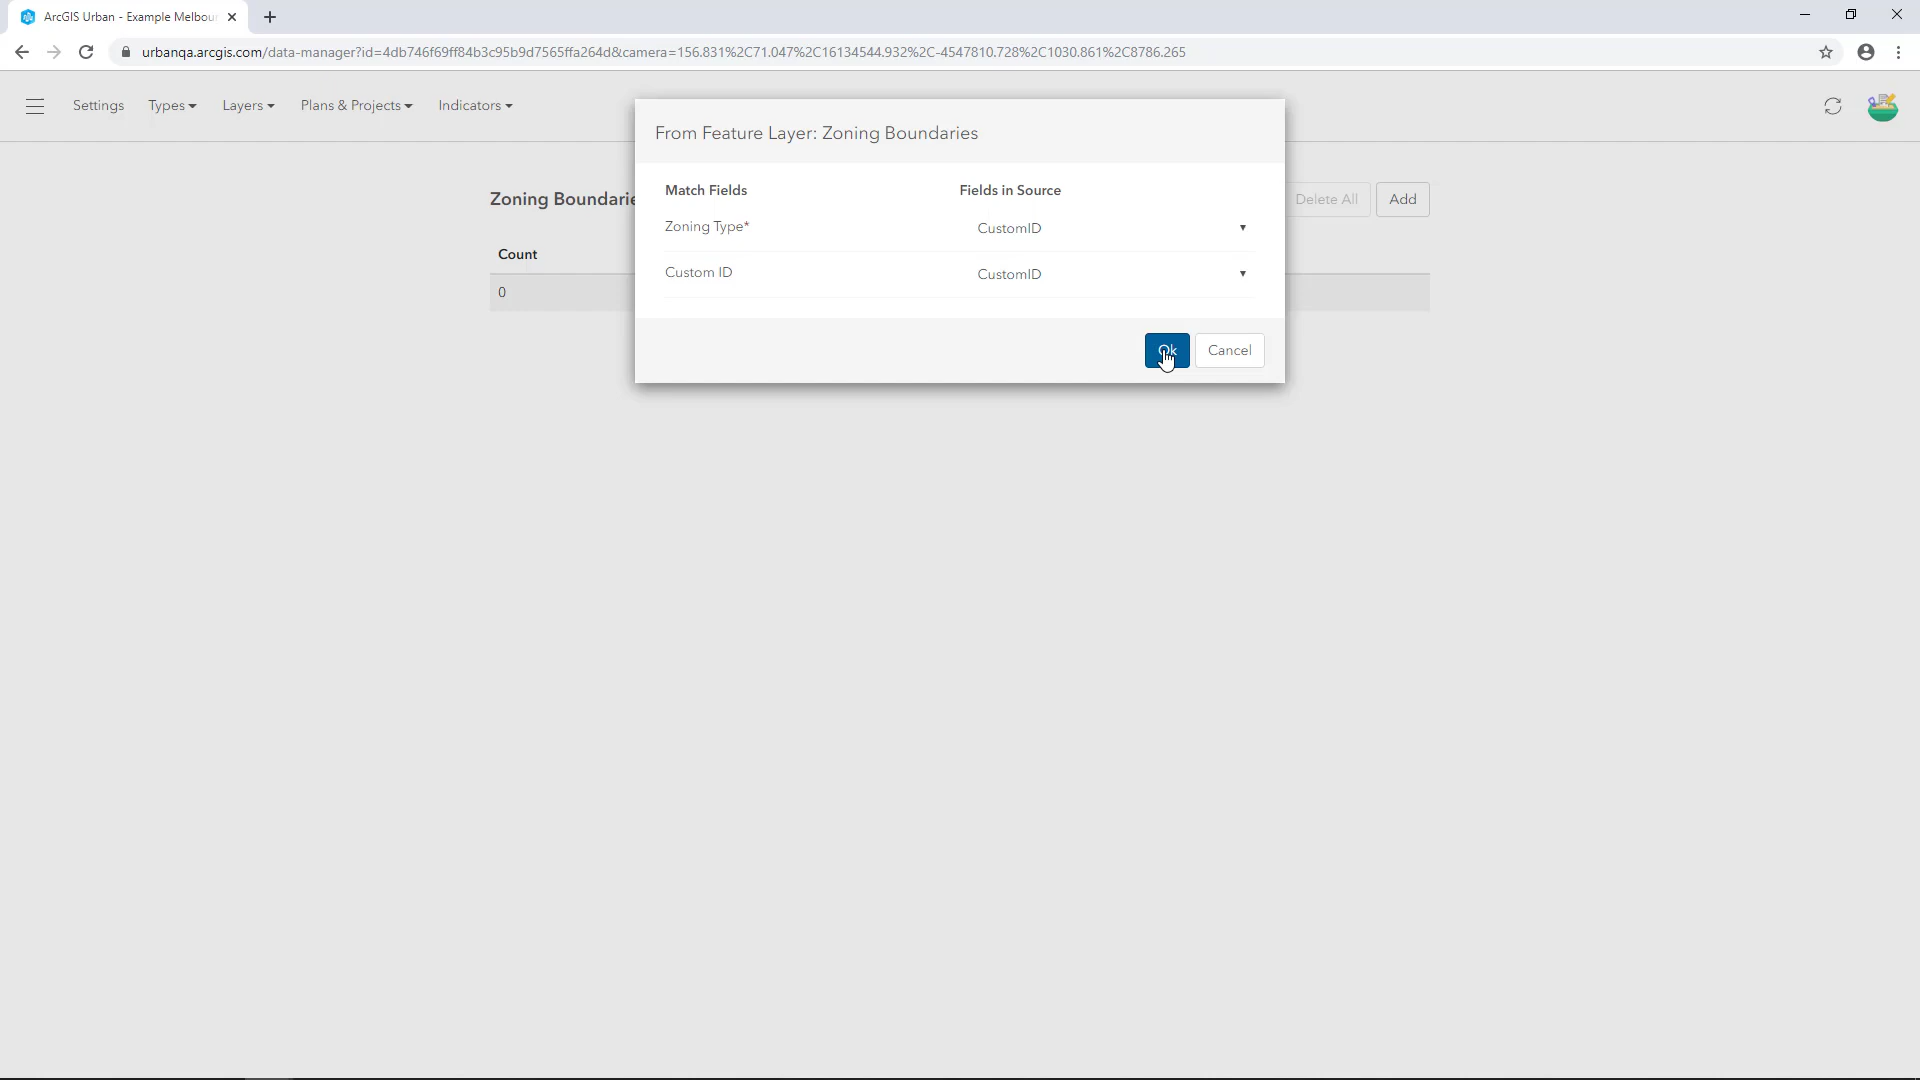 ArcGIS Urban - Example Melbou
urbanqa.arcgis.com/data-manager?id=4db746f69ff84b3c95b9d7565ffa264d&camera=156.831%2C71.047%2C16134544.932%2C-4547810.728%2C1030.861%2C8786.265
Settings Types Layers Plans & Projects Indicators
From Feature Layer: Zoning Boundaries
Match Fields Fields in Source
Zoning Boundarie Delete All Add
Zoning Type* CustomID
Count
Custom ID CustomID
0
Ok Cancel